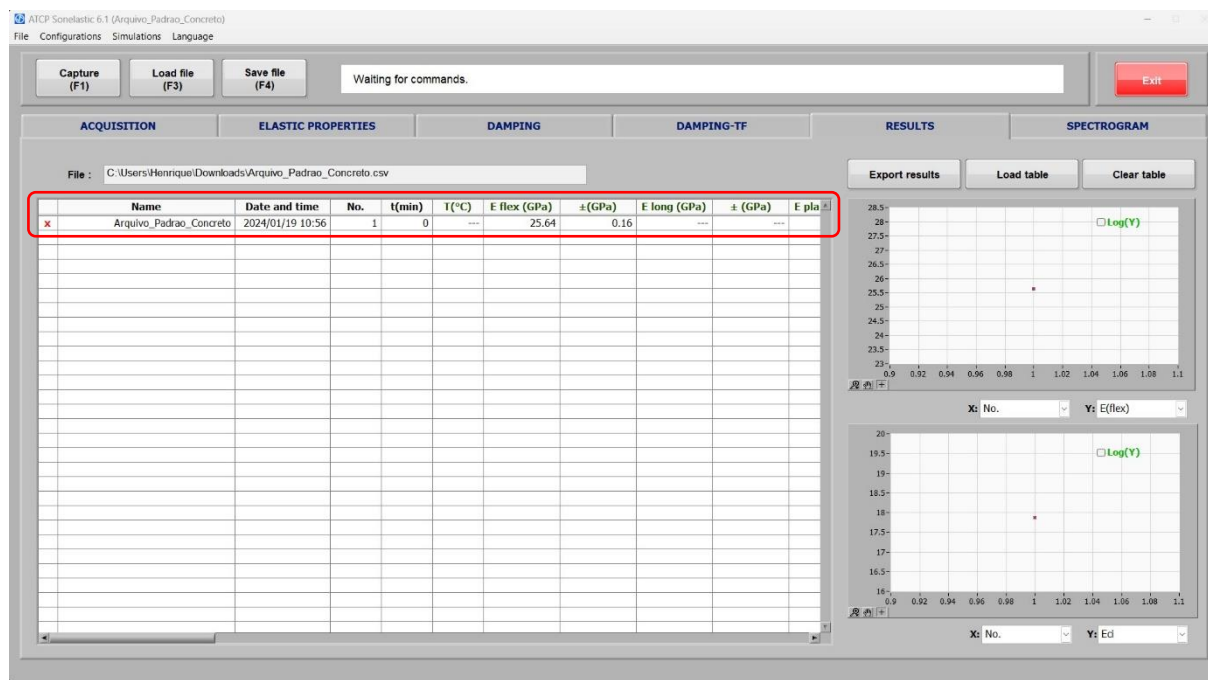 ATCP Sonelastic 6.1 (Arquivo_Padrao_Concreto)
File Configurations Simulations Language
Capture (F1)
Load file (F3)
Save file (F4)
Waiting for commands.
Exit
ACQUISITION ELASTIC PROPERTIES DAMPING DAMPING-TF RESULTS SPECTROGRAM
File : C:\Users\Henrique\Downloads\Arquivo_Padrao_Concreto.csv
Export results Load table Clear table
Name Date and time No. t(min) T(°C) E flex (GPa) ±(GPa) E long (GPa) ± (GPa) E pla
x Arquivo_Padrao_Concreto 2024/01/19 10:56 1 0 --- 25.64 0.16 --- ---
Log(Y)
28.5
28
27.5
27
26.5
26
25.5
25
24.5
24
23.5
23
0.9 0.92 0.94 0.96 0.98 1 1.02 1.04 1.06 1.08 1.1
X: No. Y: E(flex)
Log(Y)
20
19.5
19
18.5
18
17.5
17
16.5
16
0.9 0.92 0.94 0.96 0.98 1 1.02 1.04 1.06 1.08 1.1
X: No. Y: Eci